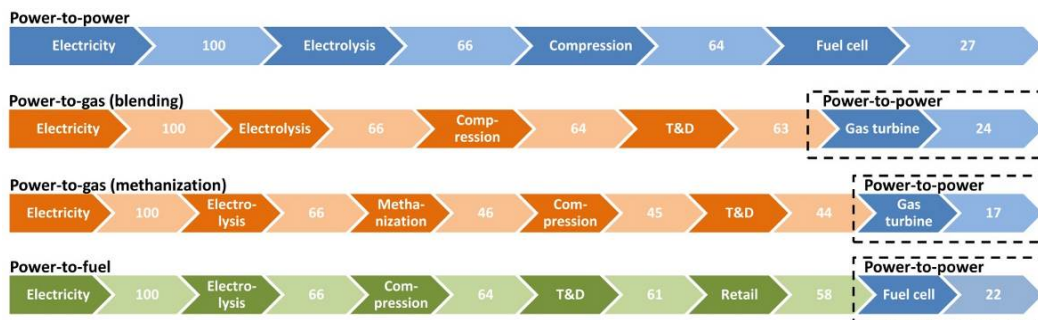 Power-to-power
Electricity 100 Electrolysis 66 Compression 64 Fuel cell 27
Power-to-gas (blending) Power-to-power
Electricity 100 Electrolysis 66 Comp-
ression 64 T&D 63 Gas turbine 24
Power-to-gas (methanization) Power-to-power
Electricity 100 Electro-
lysis 66 Metha-
nization 46 Com-
pression 45 T&D 44 Gas
turbine 17
Power-to-fuel Power-to-power
Electricity 100 Electro-
lysis 66 Com-
pression 64 T&D 61 Retail 58 Fuel cell 22